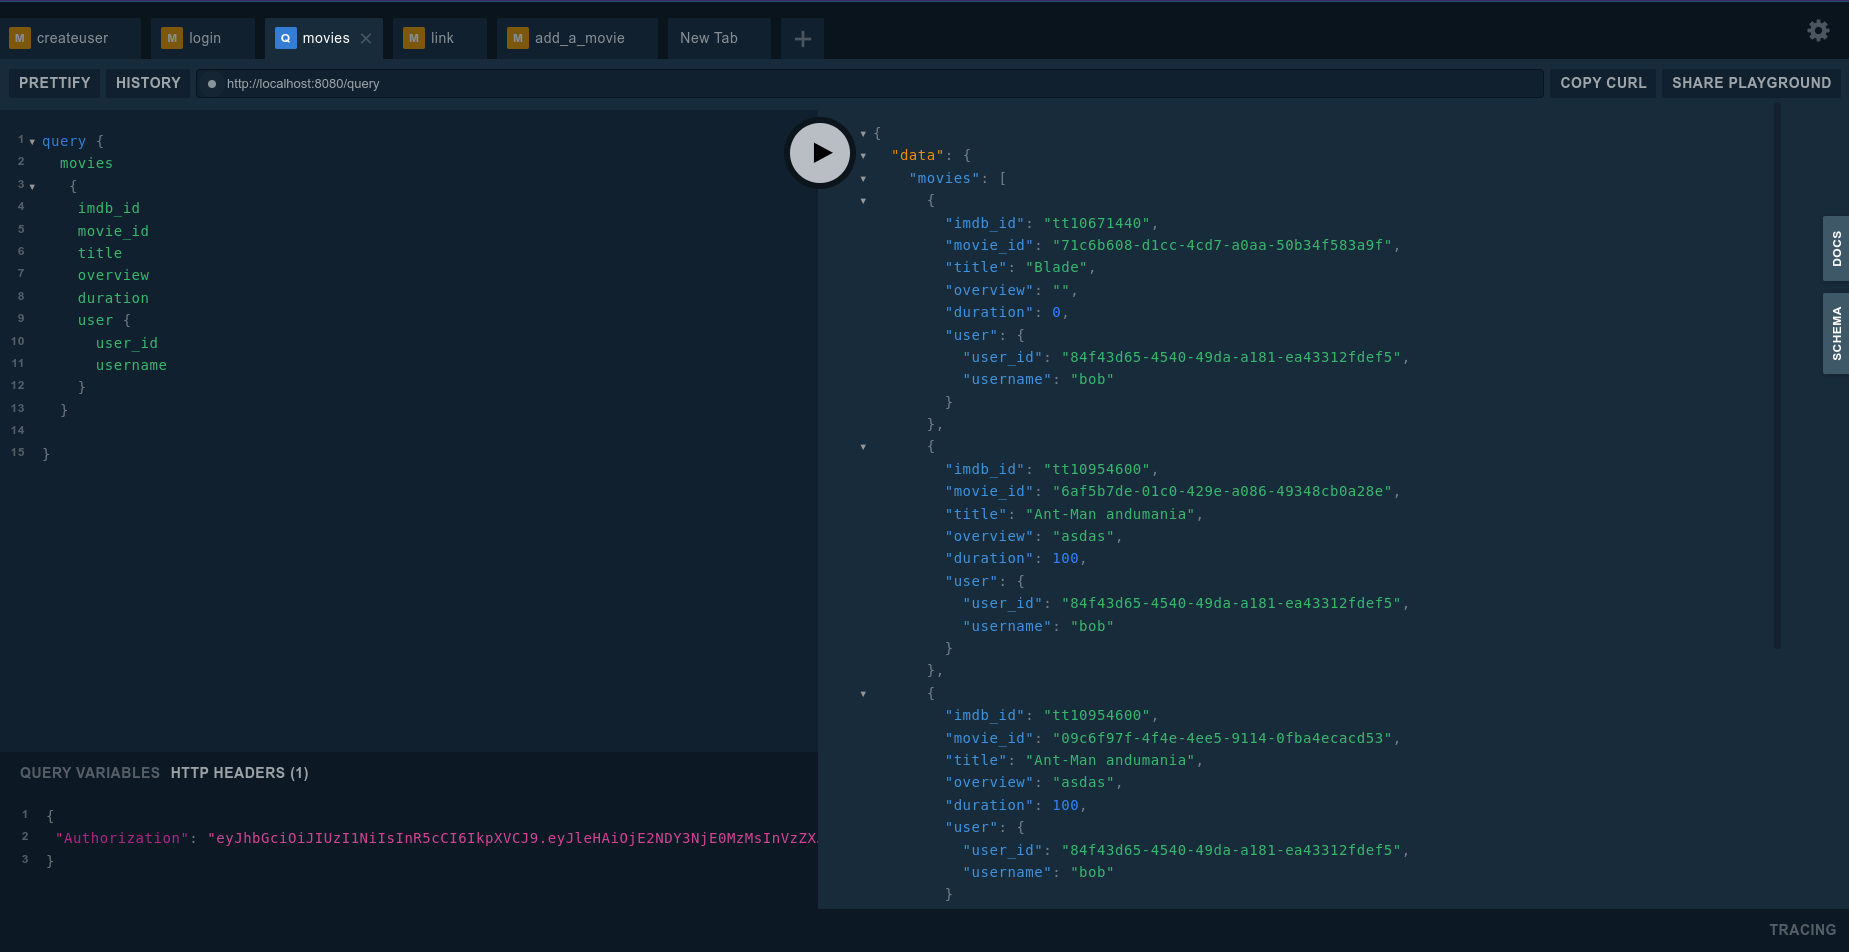 M createuser M login Q movies × M link M add_a_movie New Tab +
PRETTIFY HISTORY http://localhost:8080/query COPY CURL SHARE PLAYGROUND
1 query {
2 movies
3 {
4 imdb_id
5 movie_id
6 title
7 overview
8 duration
9 user {
10 user_id
11 username
12 }
13 }
14
15 }
{
"data": {
"movies": [
{
"imdb_id": "tt10671440",
"movie_id": "71c6b608-d1cc-4cd7-a0aa-50b34f583a9f",
"title": "Blade",
"overview": "",
"duration": 0,
"user": {
"user_id": "84f43d65-4540-49da-a181-ea43312fdef5",
"username": "bob"
}
},
{
"imdb_id": "tt10954600",
"movie_id": "6af5b7de-01c0-429e-a086-49348cb0a28e",
"title": "Ant-Man andumania",
"overview": "asdas",
"duration": 100,
"user": {
"user_id": "84f43d65-4540-49da-a181-ea43312fdef5",
"username": "bob"
}
},
{
"imdb_id": "tt10954600",
"movie_id": "09c6f97f-4f4e-4ee5-9114-0fba4ecacd53",
"title": "Ant-Man andumania",
"overview": "asdas",
"duration": 100,
"user": {
"user_id": "84f43d65-4540-49da-a181-ea43312fdef5",
"username": "bob"
}
DOCS
SCHEMA
QUERY VARIABLES HTTP HEADERS (1)
1 {
2 "Authorization": "eyJhbGciOiJIUzI1NiIsInR5cCI6IkpXVCJ9.eyJleHAiOjE2NDY3NjE0MzMsInVzZX
3 }
TRACING